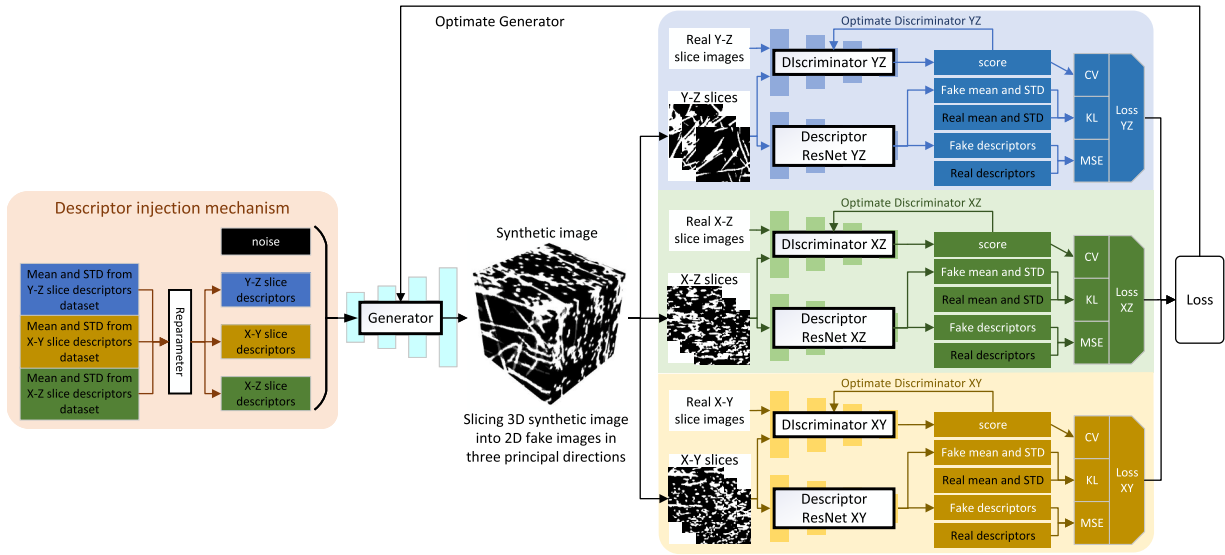 Optimate Generator
Descriptor injection mechanism
noise
Mean and STD from
Y-Z slice descriptors
dataset
Mean and STD from
X-Y slice descriptors
dataset
Mean and STD from
X-Z slice descriptors
dataset
Reparameter
Y-Z slice
descriptors
X-Y slice
descriptors
X-Z slice
descriptors
Generator
Synthetic image
Slicing 3D synthetic image
into 2D fake images in
three principal directions
Optimate Discriminator YZ
Real Y-Z
slice images
DIscriminator YZ
Y-Z slices
Descriptor
ResNet YZ
score
Fake mean and STD
Real mean and STD
Fake descriptors
Real descriptors
CV
KL
MSE
Loss
YZ
Optimate Discriminator XZ
Real X-Z
slice images
DIscriminator XZ
X-Z slices
Descriptor
ResNet XZ
score
Fake mean and STD
Real mean and STD
Fake descriptors
Real descriptors
CV
KL
MSE
Loss
XZ
Optimate Discriminator XY
Real X-Y
slice images
DIscriminator XY
X-Y slices
Descriptor
ResNet XY
score
Fake mean and STD
Real mean and STD
Fake descriptors
Real descriptors
CV
KL
MSE
Loss
XY
Loss